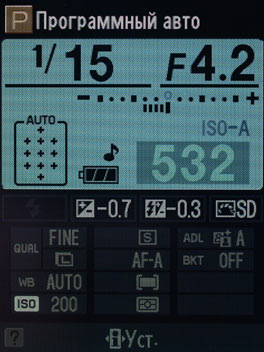 P Программный авто
1/15 F4.2
AUTO
ISO-A
532
-0.7 -0.3 SD
QUAL FINE S ADL A
L AF-A BKT OFF
WB AUTO
ISO 200
? Уст.